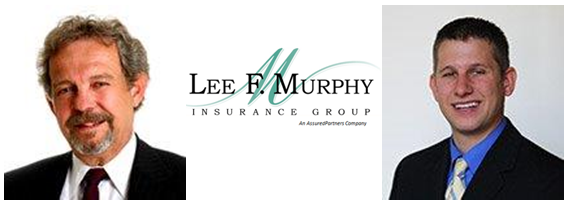 LEE F. MURPHY
INSURANCE GROUP
An AssuredPartners Company